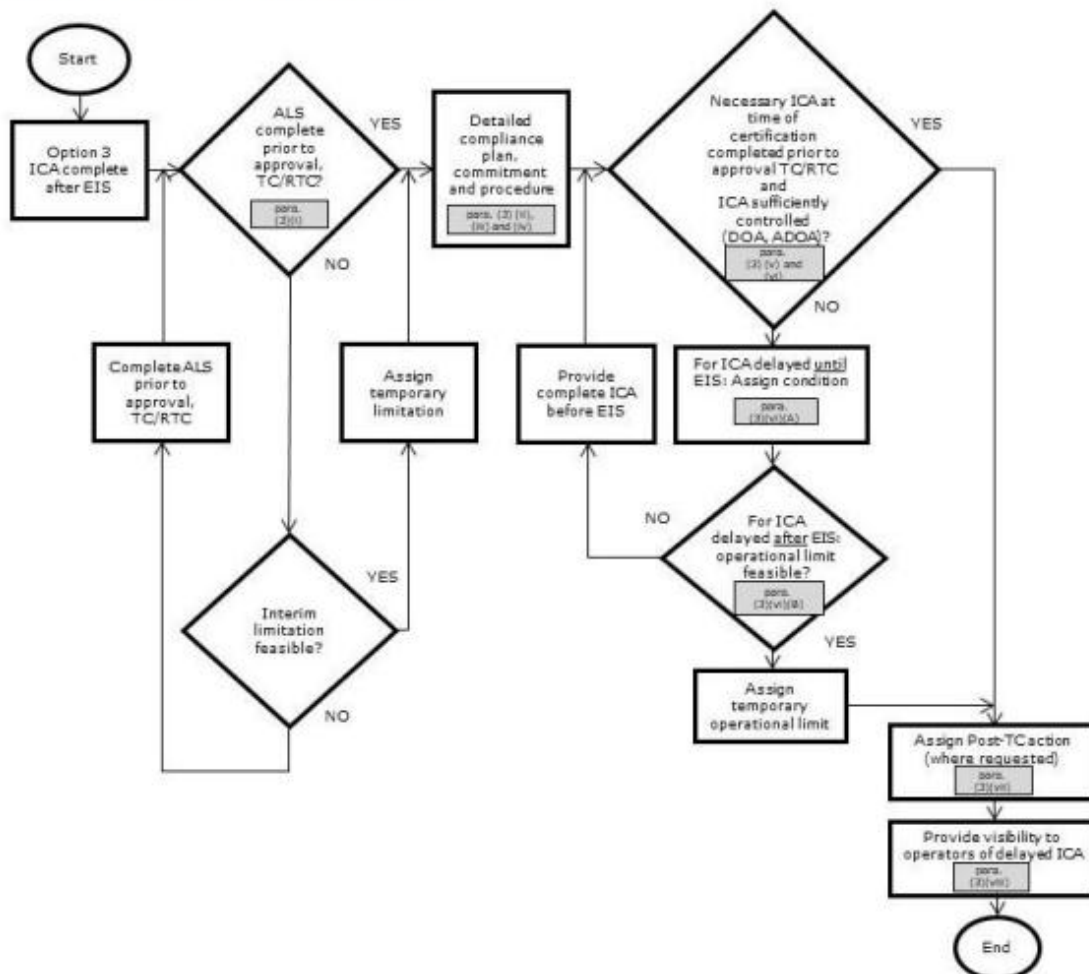 Start
Option 3
ICA complete
after EIS
ALS
complete
prior to
approval,
TC/RTC?
para.
(3)(i)
YES
NO
Detailed
compliance
plan,
commitment
and procedure
para. (3) (ii),
(iii) and (iv)
Necessary ICA at
time of
certification
completed prior to
approval TC/RTC
and
ICA sufficiently
controlled
(DOA, ADOA)?
para.
(3) (v) and
(vi)
YES
NO
Complete ALS
prior to
approval,
TC/RTC
Assign
temporary
limitation
Provide
complete ICA
before EIS
For ICA delayed until
EIS: Assign condition
para.
(3)(vi)(A)
NO
For ICA
delayed after EIS:
operational limit
feasible?
para.
(3)(vi)(B)
YES
Interim
limitation
feasible?
YES
NO
Assign
temporary
operational limit
Assign Post-TC action
(where requested)
para.
(3)(vii)
Provide visibility to
operators of delayed ICA
para.
(3)(viii)
End